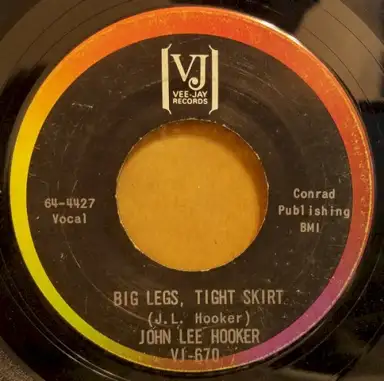 VJ
VEE-JAY
RECORDS
64-4427
Vocal
Conrad
Publishing
BMI
BIG LEGS, TIGHT SKIRT
(J.L. Hooker)
JOHN LEE HOOKER
VJ-670